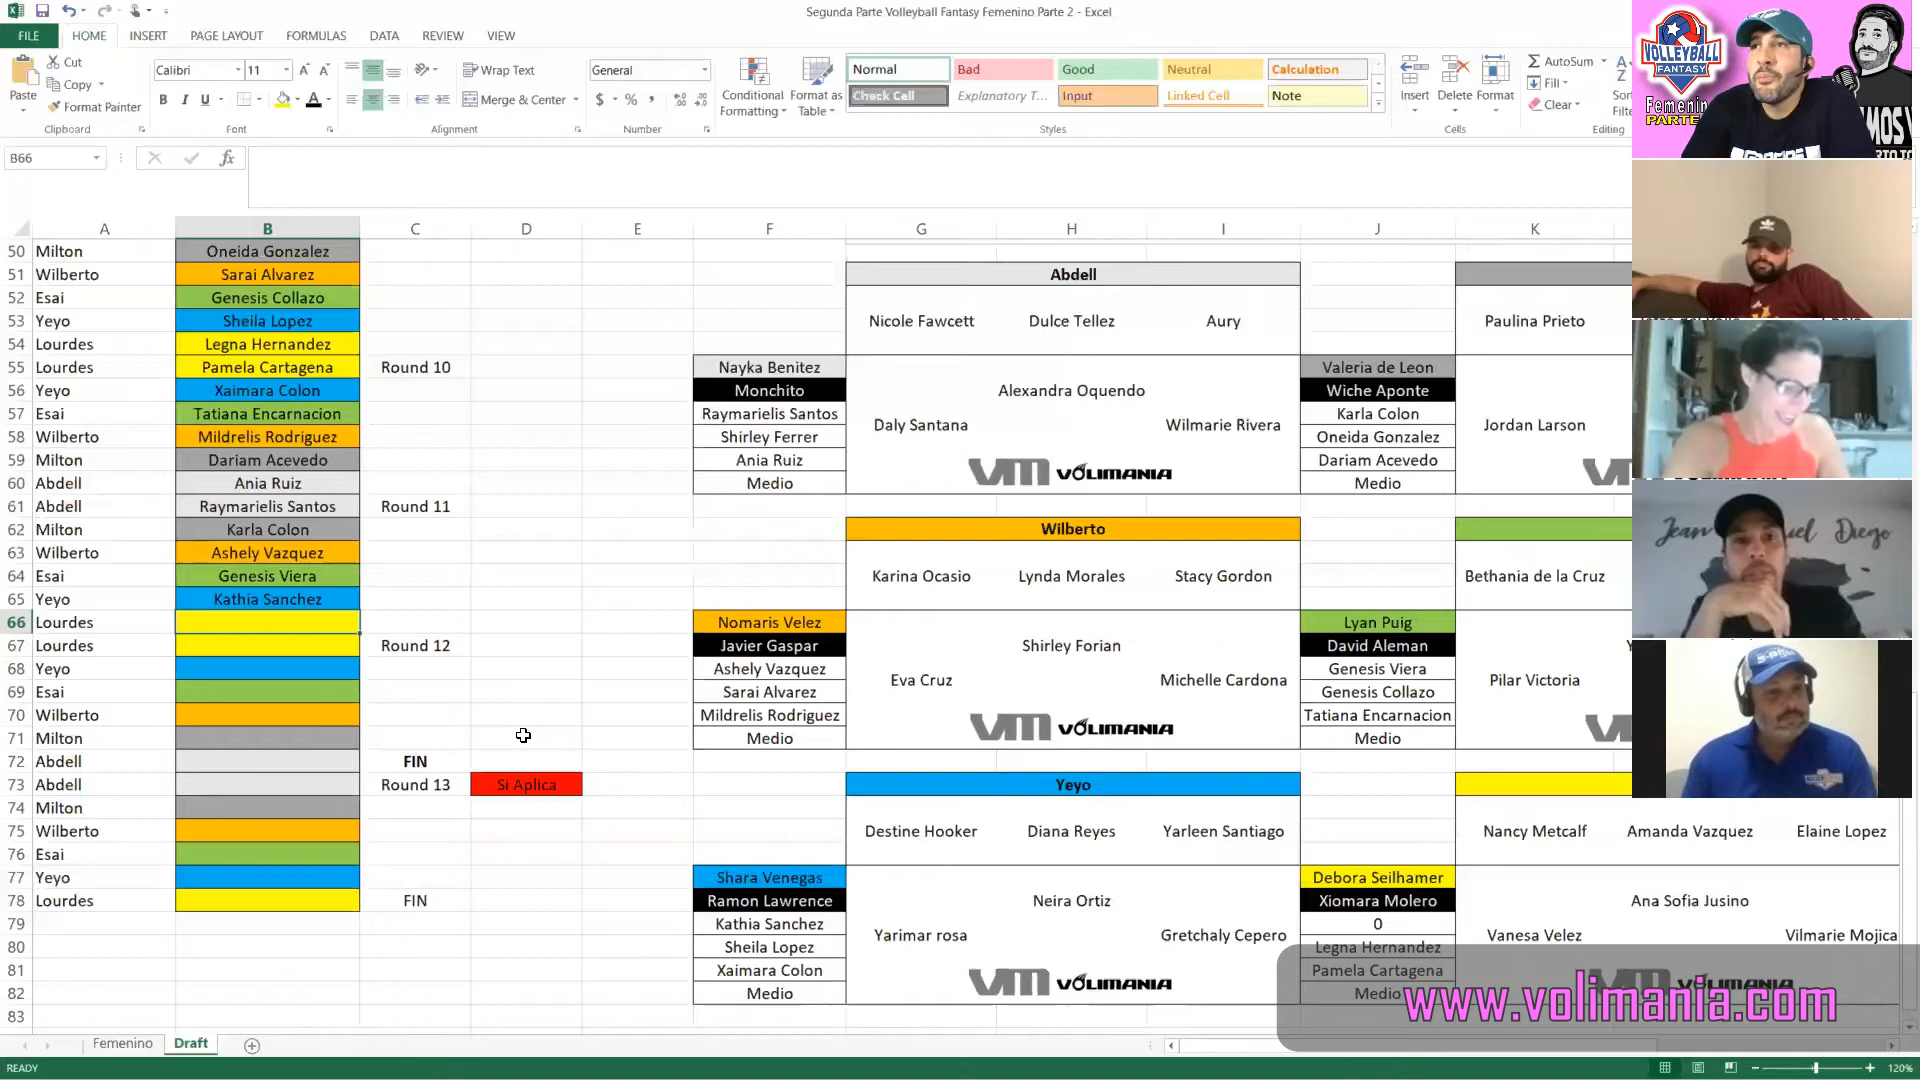 Segunda Parte Volleyball Fantasy Femenino Parte 2 - Excel
FILE HOME INSERT PAGE LAYOUT FORMULAS DATA REVIEW VIEW
Paste
Cut
Copy
Format Painter
Clipboard
Calibri 11
B I U
Font
Wrap Text
Merge & Center
Alignment
General
$ %
Number
Conditional Formatting
Format as Table
Normal Bad Good Neutral Calculation
Check Cell Explanatory T... Input Linked Cell Note
Styles
Insert Delete Format
Cells
AutoSum
Fill
Clear
Editing
VOLLEYBALL
FANTASY
B66
fx
A B C D E F G H I J K
50 Milton Oneida Gonzalez
51 Wilberto Sarai Alvarez Abdell
52 Esai Genesis Collazo
53 Yeyo Sheila Lopez Nicole Fawcett Dulce Tellez Aury Paulina Prieto
54 Lourdes Legna Hernandez
55 Lourdes Pamela Cartagena Round 10 Nayka Benitez Valeria de Leon
56 Yeyo Xaimara Colon Monchito Alexandra Oquendo Wiche Aponte
57 Esai Tatiana Encarnacion Raymarielis Santos Daly Santana Wilmarie Rivera Karla Colon Jordan Larson
58 Wilberto Mildrelis Rodriguez Shirley Ferrer Oneida Gonzalez
59 Milton Dariam Acevedo Ania Ruiz VM VOLIMANIA Dariam Acevedo
60 Abdell Ania Ruiz Medio Medio
61 Abdell Raymarielis Santos Round 11
62 Milton Karla Colon Wilberto
63 Wilberto Ashely Vazquez
64 Esai Genesis Viera Karina Ocasio Lynda Morales Stacy Gordon Bethania de la Cruz
65 Yeyo Kathia Sanchez
66 Lourdes Nomaris Velez Lyan Puig
67 Lourdes Round 12 Javier Gaspar Shirley Forian David Aleman
68 Yeyo Ashely Vazquez Eva Cruz Michelle Cardona Genesis Viera Pilar Victoria
69 Esai Sarai Alvarez Genesis Collazo
70 Wilberto Mildrelis Rodriguez VM VOLIMANIA Tatiana Encarnacion
71 Milton Medio Medio
72 Abdell FIN
73 Abdell Round 13 Si Aplica Yeyo
74 Milton
75 Wilberto Destine Hooker Diana Reyes Yarleen Santiago Nancy Metcalf Amanda Vazquez Elaine Lopez
76 Esai
77 Yeyo Shara Venegas Debora Seilhamer
78 Lourdes FIN Ramon Lawrence Neira Ortiz Xiomara Molero Ana Sofia Jusino
79 Kathia Sanchez Yarimar rosa Gretchaly Cepero 0 Vanesa Velez Vilmarie Mojica
80 Sheila Lopez Legna Hernandez
81 Xaimara Colon VM VOLIMANIA Pamela Cartagena
82 Medio Medio
83
www.volimania.com
Femenino Draft
READY
120%